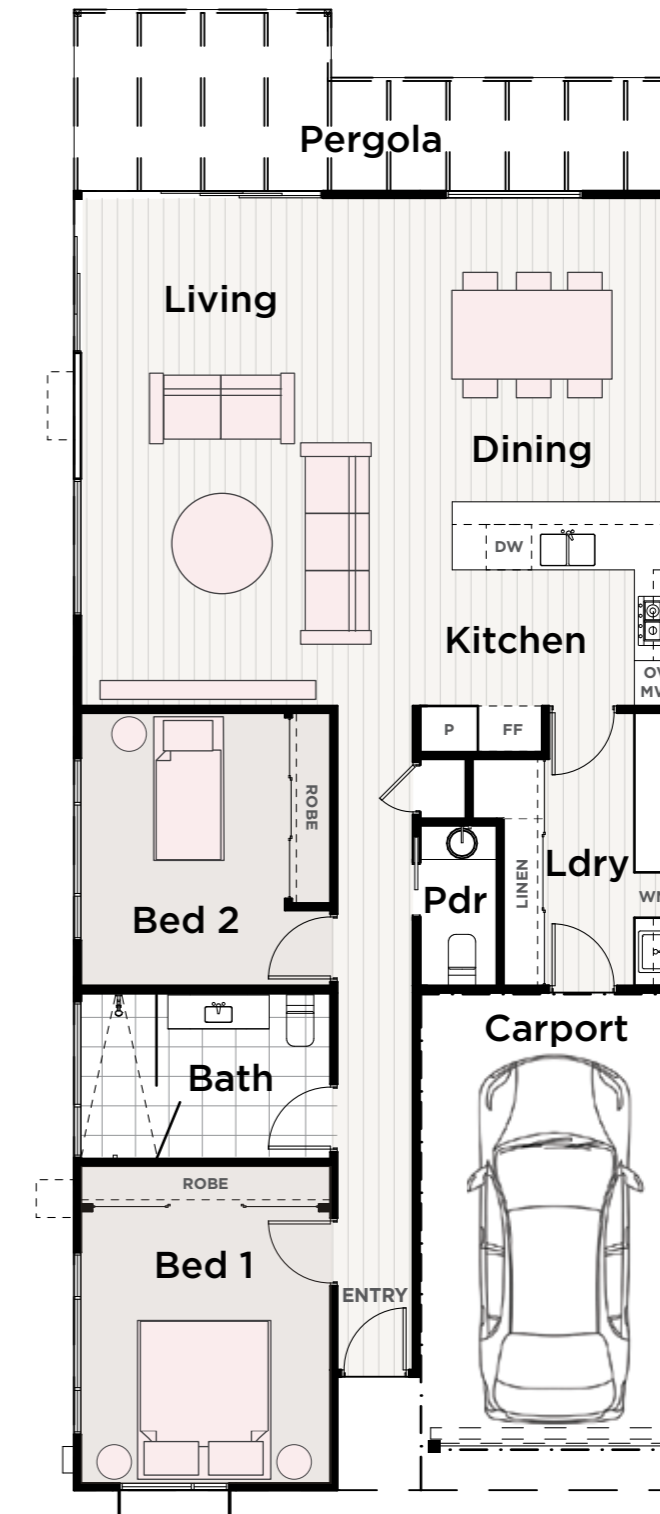 Pergola
Living
Dining
DW
Kitchen
P
FF
ROBE
Bed 2
Pdr
LINEN
Ldry
Carport
Bath
ROBE
Bed 1
ENTRY